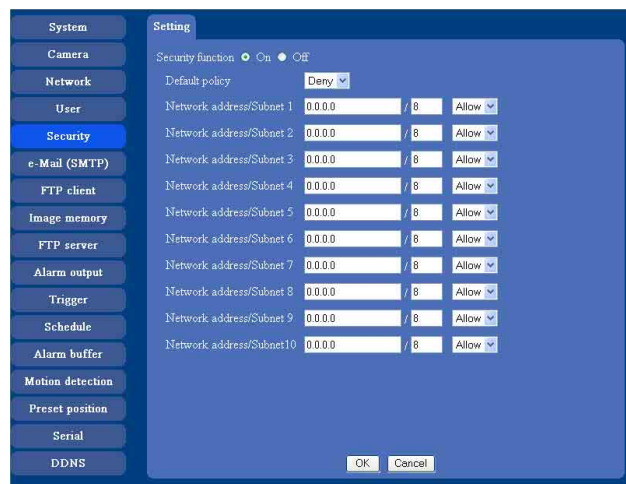 System
Camera
Network
User
Security
e-Mail (SMTP)
FTP client
Image memory
FTP server
Alarm output
Trigger
Schedule
Alarm buffer
Motion detection
Preset position
Serial
DDNS
Setting
Security function On Off
Default policy Deny
Network address/Subnet 1 0.0.0.0 / 8 Allow
Network address/Subnet 2 0.0.0.0 / 8 Allow
Network address/Subnet 3 0.0.0.0 / 8 Allow
Network address/Subnet 4 0.0.0.0 / 8 Allow
Network address/Subnet 5 0.0.0.0 / 8 Allow
Network address/Subnet 6 0.0.0.0 / 8 Allow
Network address/Subnet 7 0.0.0.0 / 8 Allow
Network address/Subnet 8 0.0.0.0 / 8 Allow
Network address/Subnet 9 0.0.0.0 / 8 Allow
Network address/Subnet10 0.0.0.0 / 8 Allow
OK Cancel